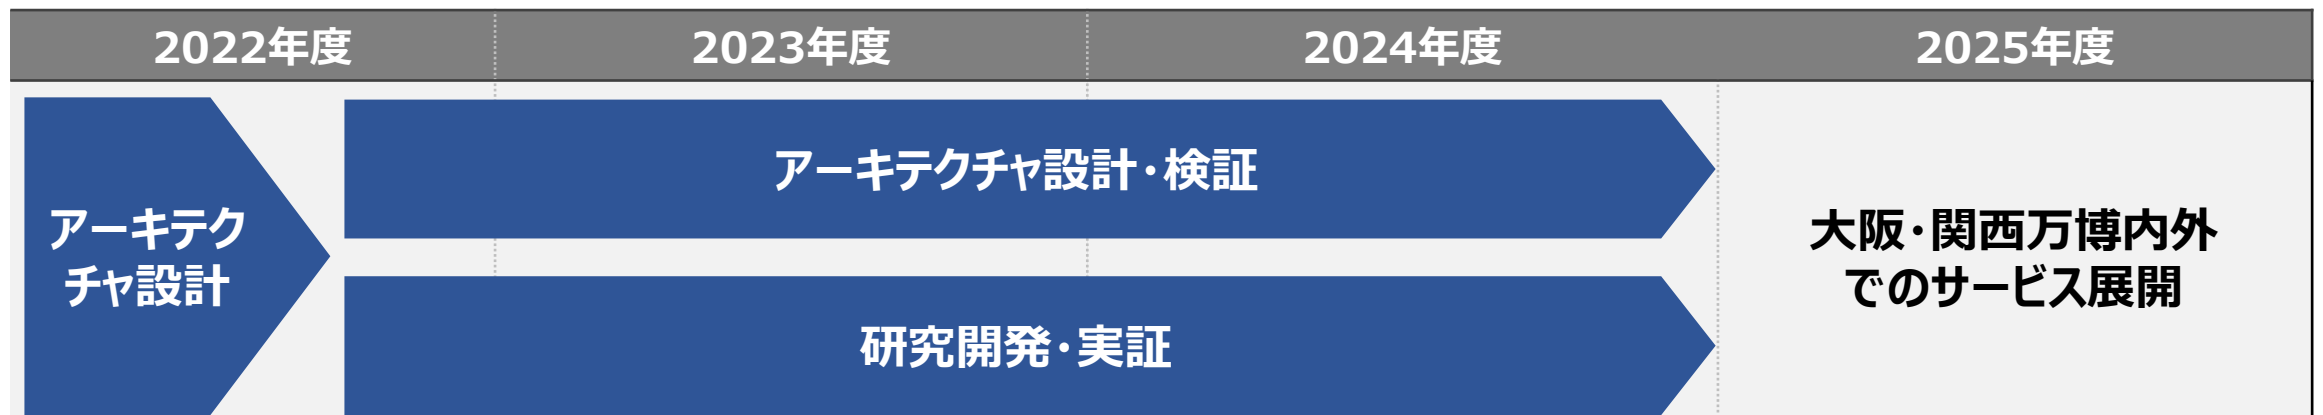 2022年度
2023年度
2024年度
2025年度
アーキテク
チャ設計
アーキテクチャ設計・検証
研究開発・実証
大阪・関西万博内外
でのサービス展開